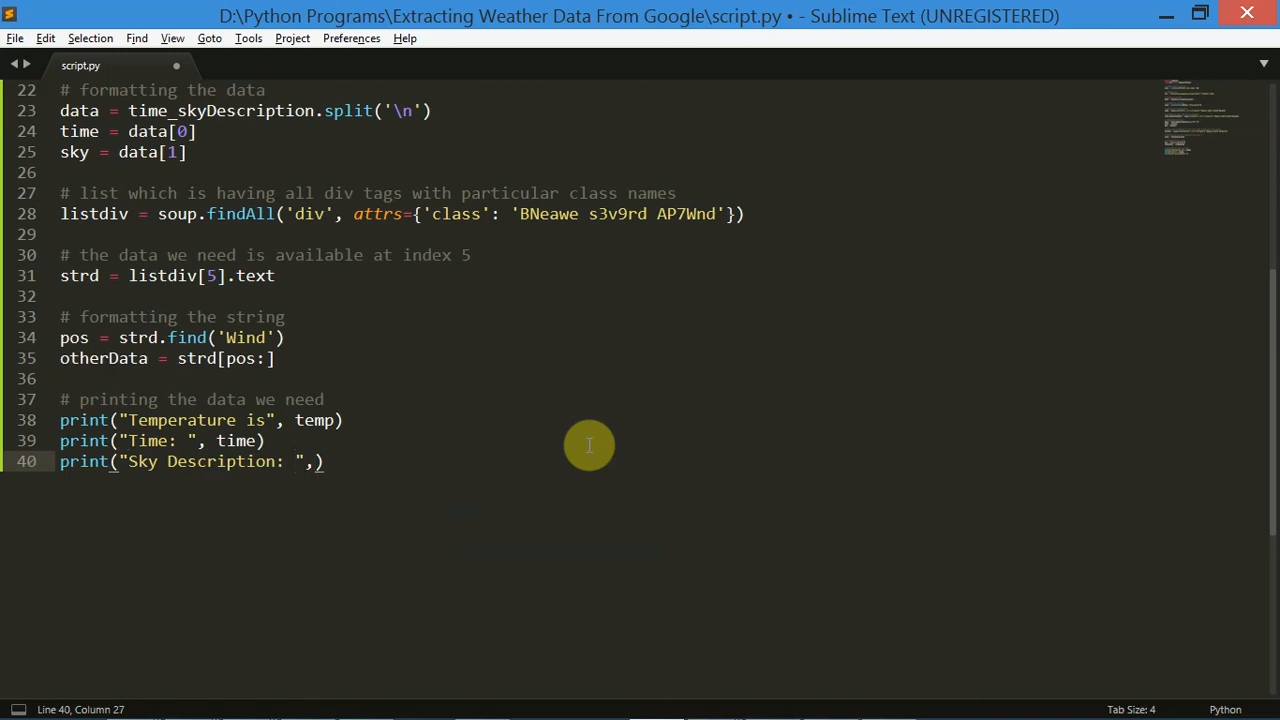 D:\Python Programs\Extracting Weather Data From Google\script.py • - Sublime Text (UNREGISTERED)
File Edit Selection Find View Goto Tools Project Preferences Help
script.py
22 # formatting the data
23 data = time_skyDescription.split('\n')
24 time = data[0]
25 sky = data[1]
26
27 # list which is having all div tags with particular class names
28 listdiv = soup.findAll('div', attrs={'class': 'BNeawe s3v9rd AP7Wnd'})
29
30 # the data we need is available at index 5
31 strd = listdiv[5].text
32
33 # formatting the string
34 pos = strd.find('Wind')
35 otherData = strd[pos:]
36
37 # printing the data we need
38 print("Temperature is", temp)
39 print("Time: ", time)
40 print("Sky Description: ",)
Line 40, Column 27 Tab Size: 4 Python